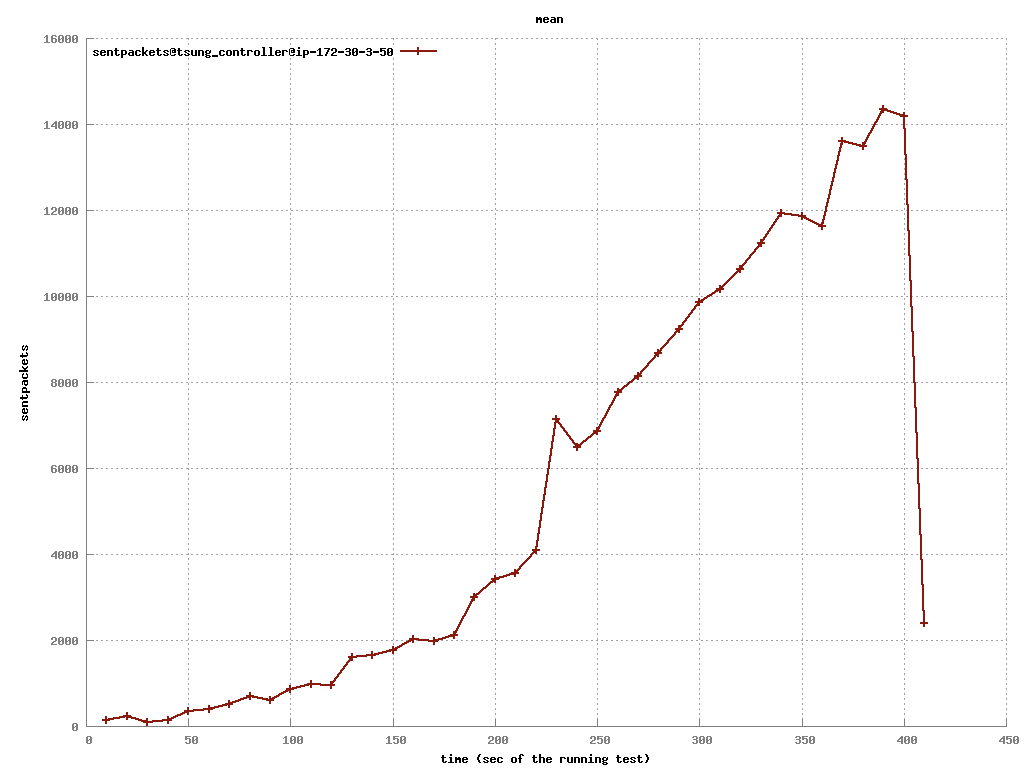 mean
16000
sentpackets@tsung_controller@ip-172-30-3-50
14000
12000
10000
sentpackets
8000
6000
4000
2000
0
0 50 100 150 200 250 300 350 400 450
time (sec of the running test)